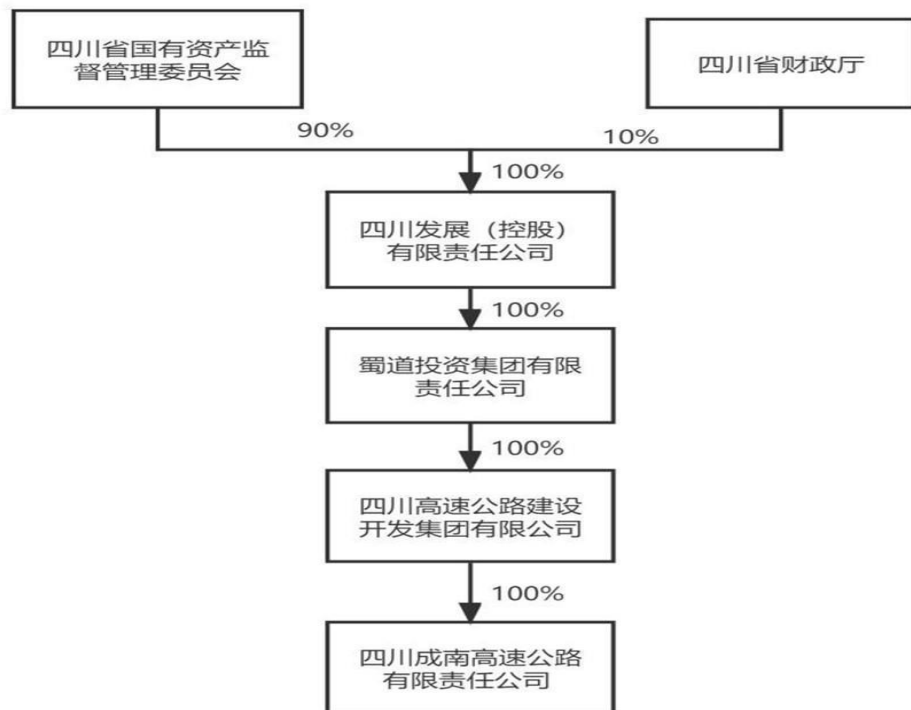 四川省国有资产监
督管理委员会
四川省财政厅
90%
10%
100%
四川发展（控股）
有限责任公司
100%
蜀道投资集团有限
责任公司
100%
四川高速公路建设
开发集团有限公司
100%
四川成南高速公路
有限责任公司